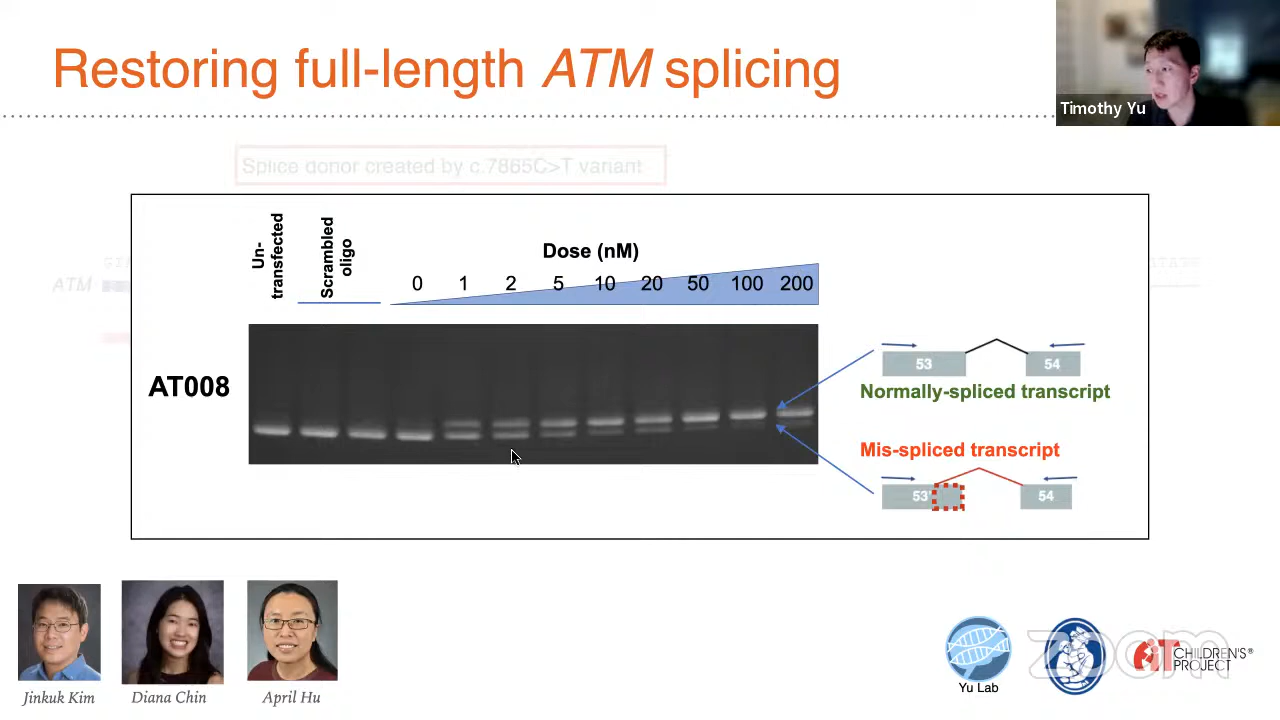 Restoring full-length ATM splicing
Timothy Yu
Splice donor created by c.7865C>T variant
Un-
transfected
Scrambled
oligo
Dose (nM)
0 1 2 5 10 20 50 100 200
ATM
AT008
53 54
Normally-spliced transcript
Mis-spliced transcript
53 54
Jinkuk Kim
Diana Chin
April Hu
Yu Lab
zoom
AT CHILDREN'S®
PROJECT